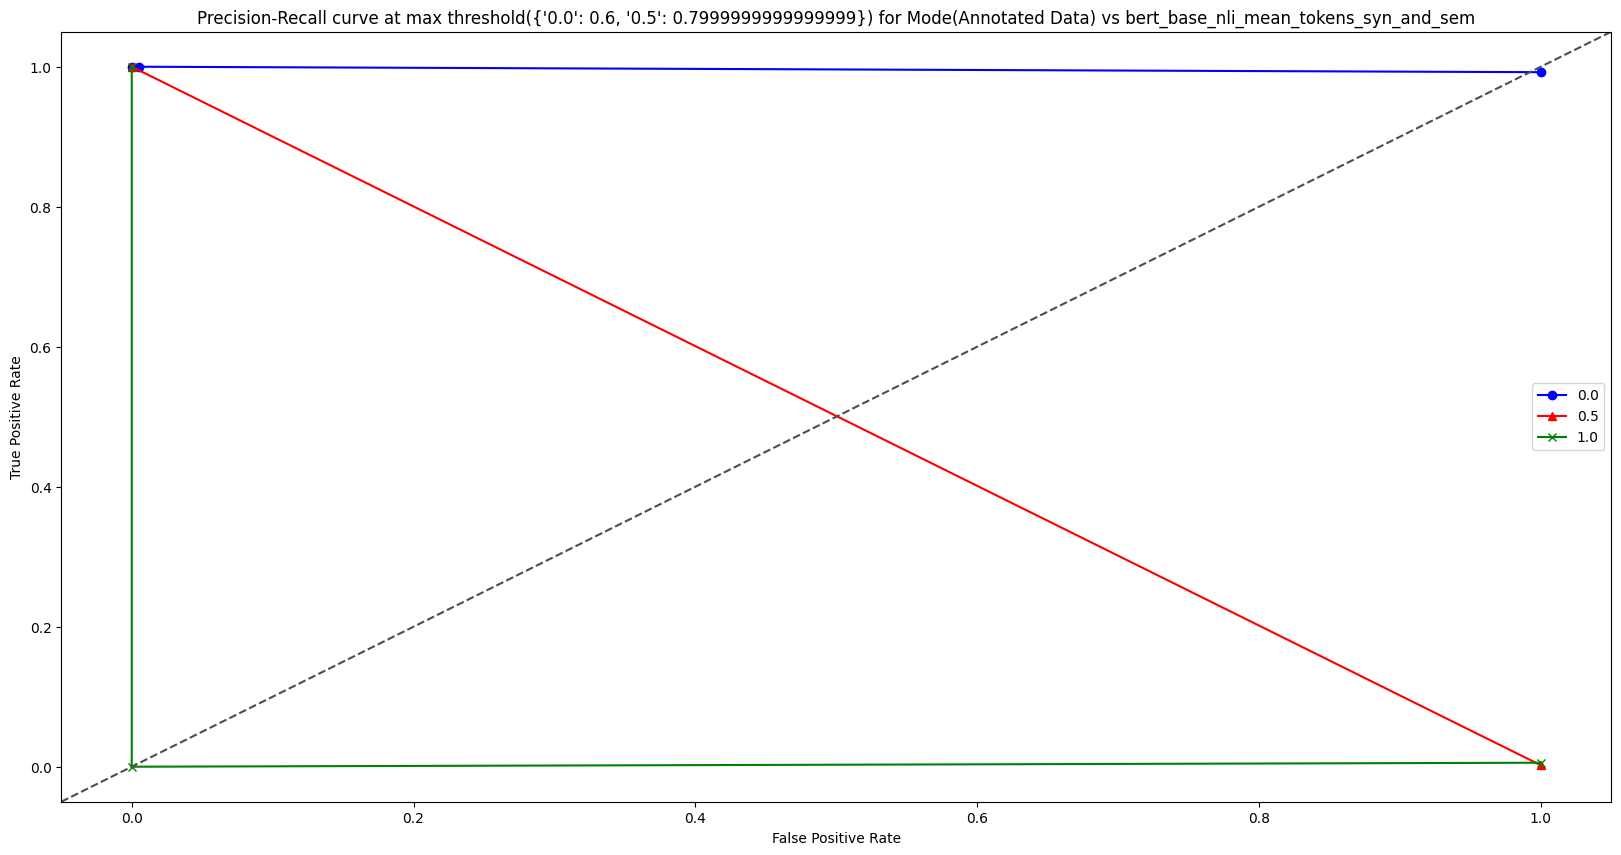 Precision-Recall curve at max threshold({'0.0': 0.6, '0.5': 0.7999999999999999}) for Mode(Annotated Data) vs bert_base_nli_mean_tokens_syn_and_sem
1.0
0.8
0.6
0.4
0.2
0.0
True Positive Rate
0.0
0.5
1.0
0.0 0.2 0.4 0.6 0.8 1.0
False Positive Rate